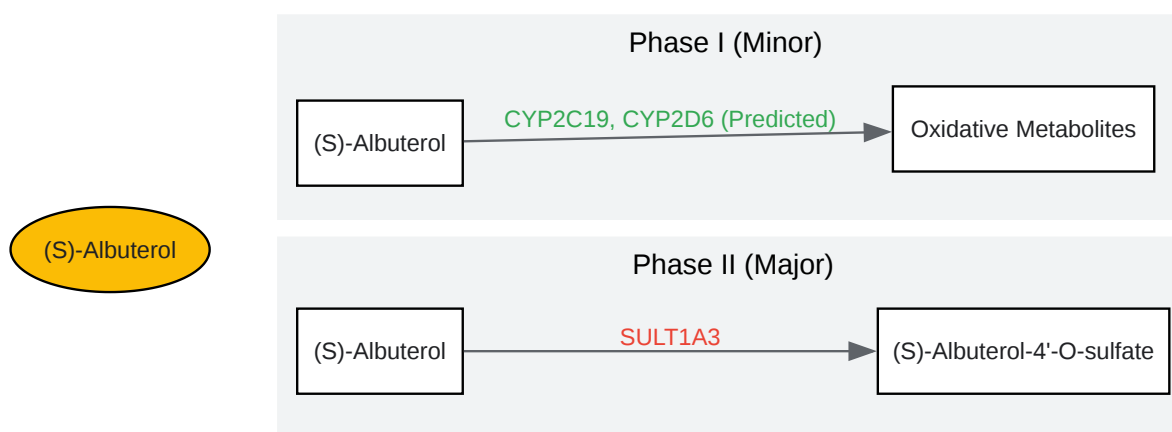 Phase I (Minor)
(S)-Albuterol
CYP2C19, CYP2D6 (Predicted)
Oxidative Metabolites
(S)-Albuterol
Phase II (Major)
(S)-Albuterol
SULT1A3
(S)-Albuterol-4'-O-sulfate